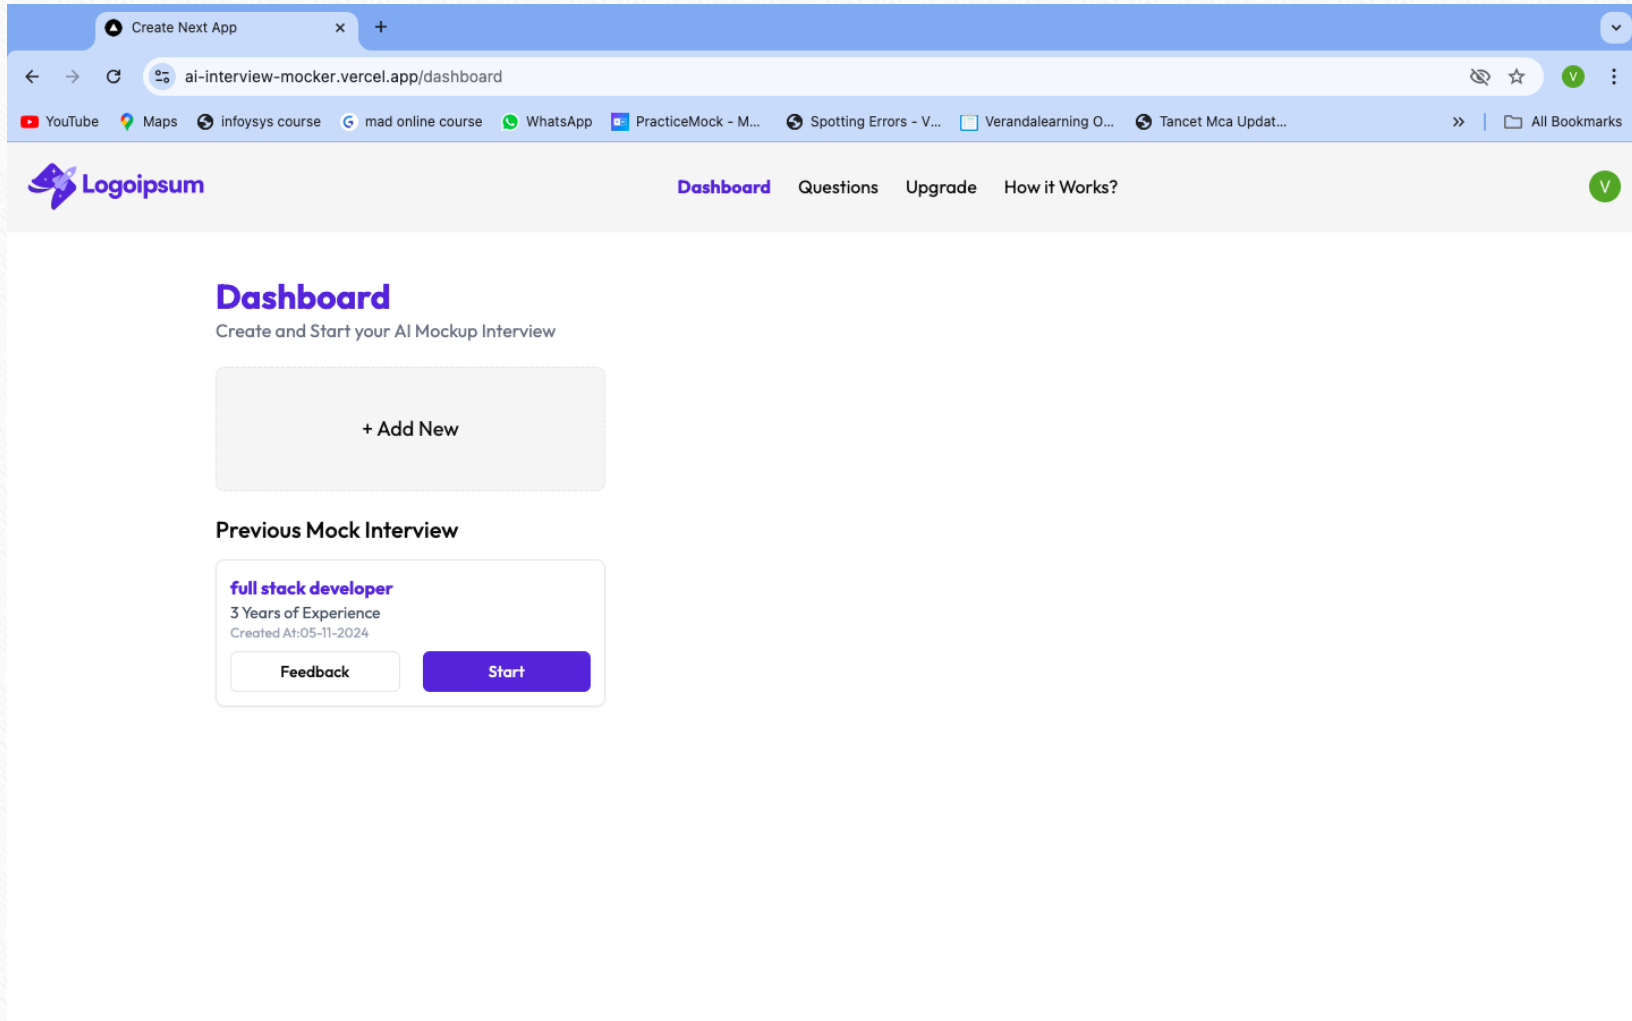 Create Next App
ai-interview-mocker.vercel.app/dashboard
V
YouTube Maps infoysys course mad online course WhatsApp PracticeMock - M... Spotting Errors - V... Verandalearning O... Tancet Mca Updat... All Bookmarks
Logoipsum Dashboard Questions Upgrade How it Works? V
Dashboard
Create and Start your AI Mockup Interview
+ Add New
Previous Mock Interview
full stack developer
3 Years of Experience
Created At:05-11-2024
Feedback Start